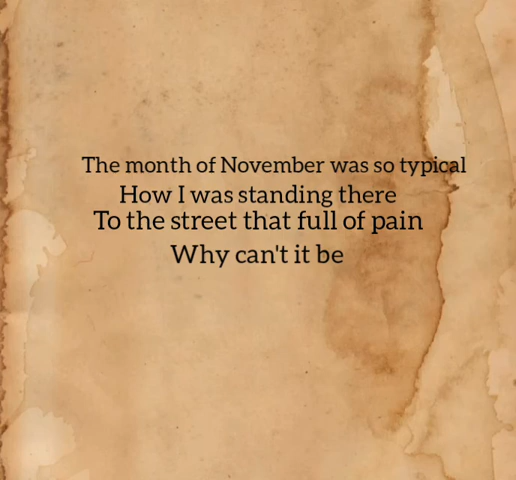 The month of November was so typical
How I was standing there
To the street that full of pain
Why can't it be